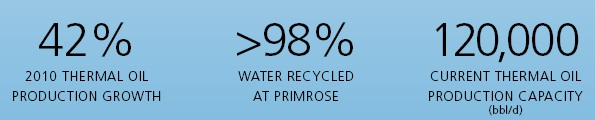 42%
2010 THERMAL OIL
PRODUCTION GROWTH
>98%
WATER RECYCLED
AT PRIMROSE
120,000
CURRENT THERMAL OIL
PRODUCTION CAPACITY
(bbl/d)